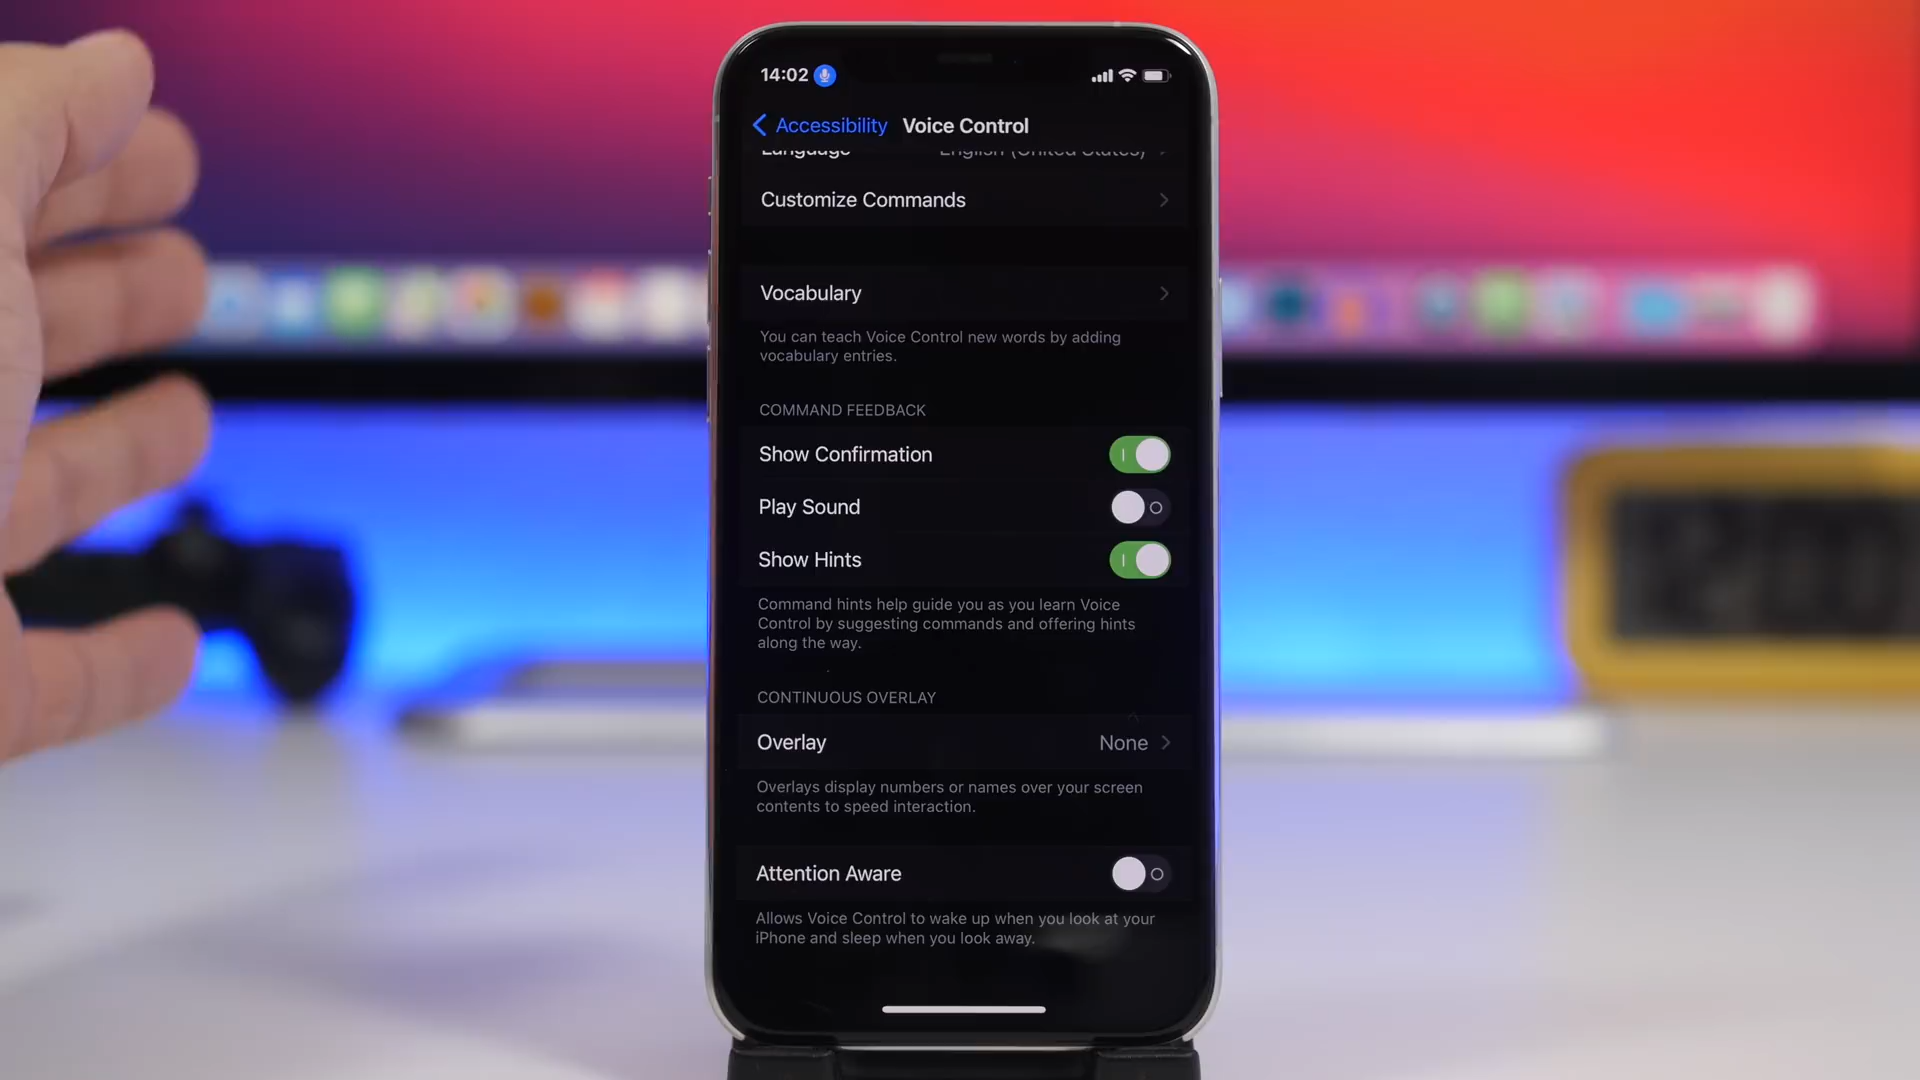 14:02
Accessibility Voice Control
Language English (United States)
Customize Commands
Vocabulary
You can teach Voice Control new words by adding
vocabulary entries.
COMMAND FEEDBACK
Show Confirmation
Play Sound
Show Hints
Command hints help guide you as you learn Voice
Control by suggesting commands and offering hints
along the way.
CONTINUOUS OVERLAY
Overlay None
Overlays display numbers or names over your screen
contents to speed interaction.
Attention Aware
Allows Voice Control to wake up when you look at your
iPhone and sleep when you look away.